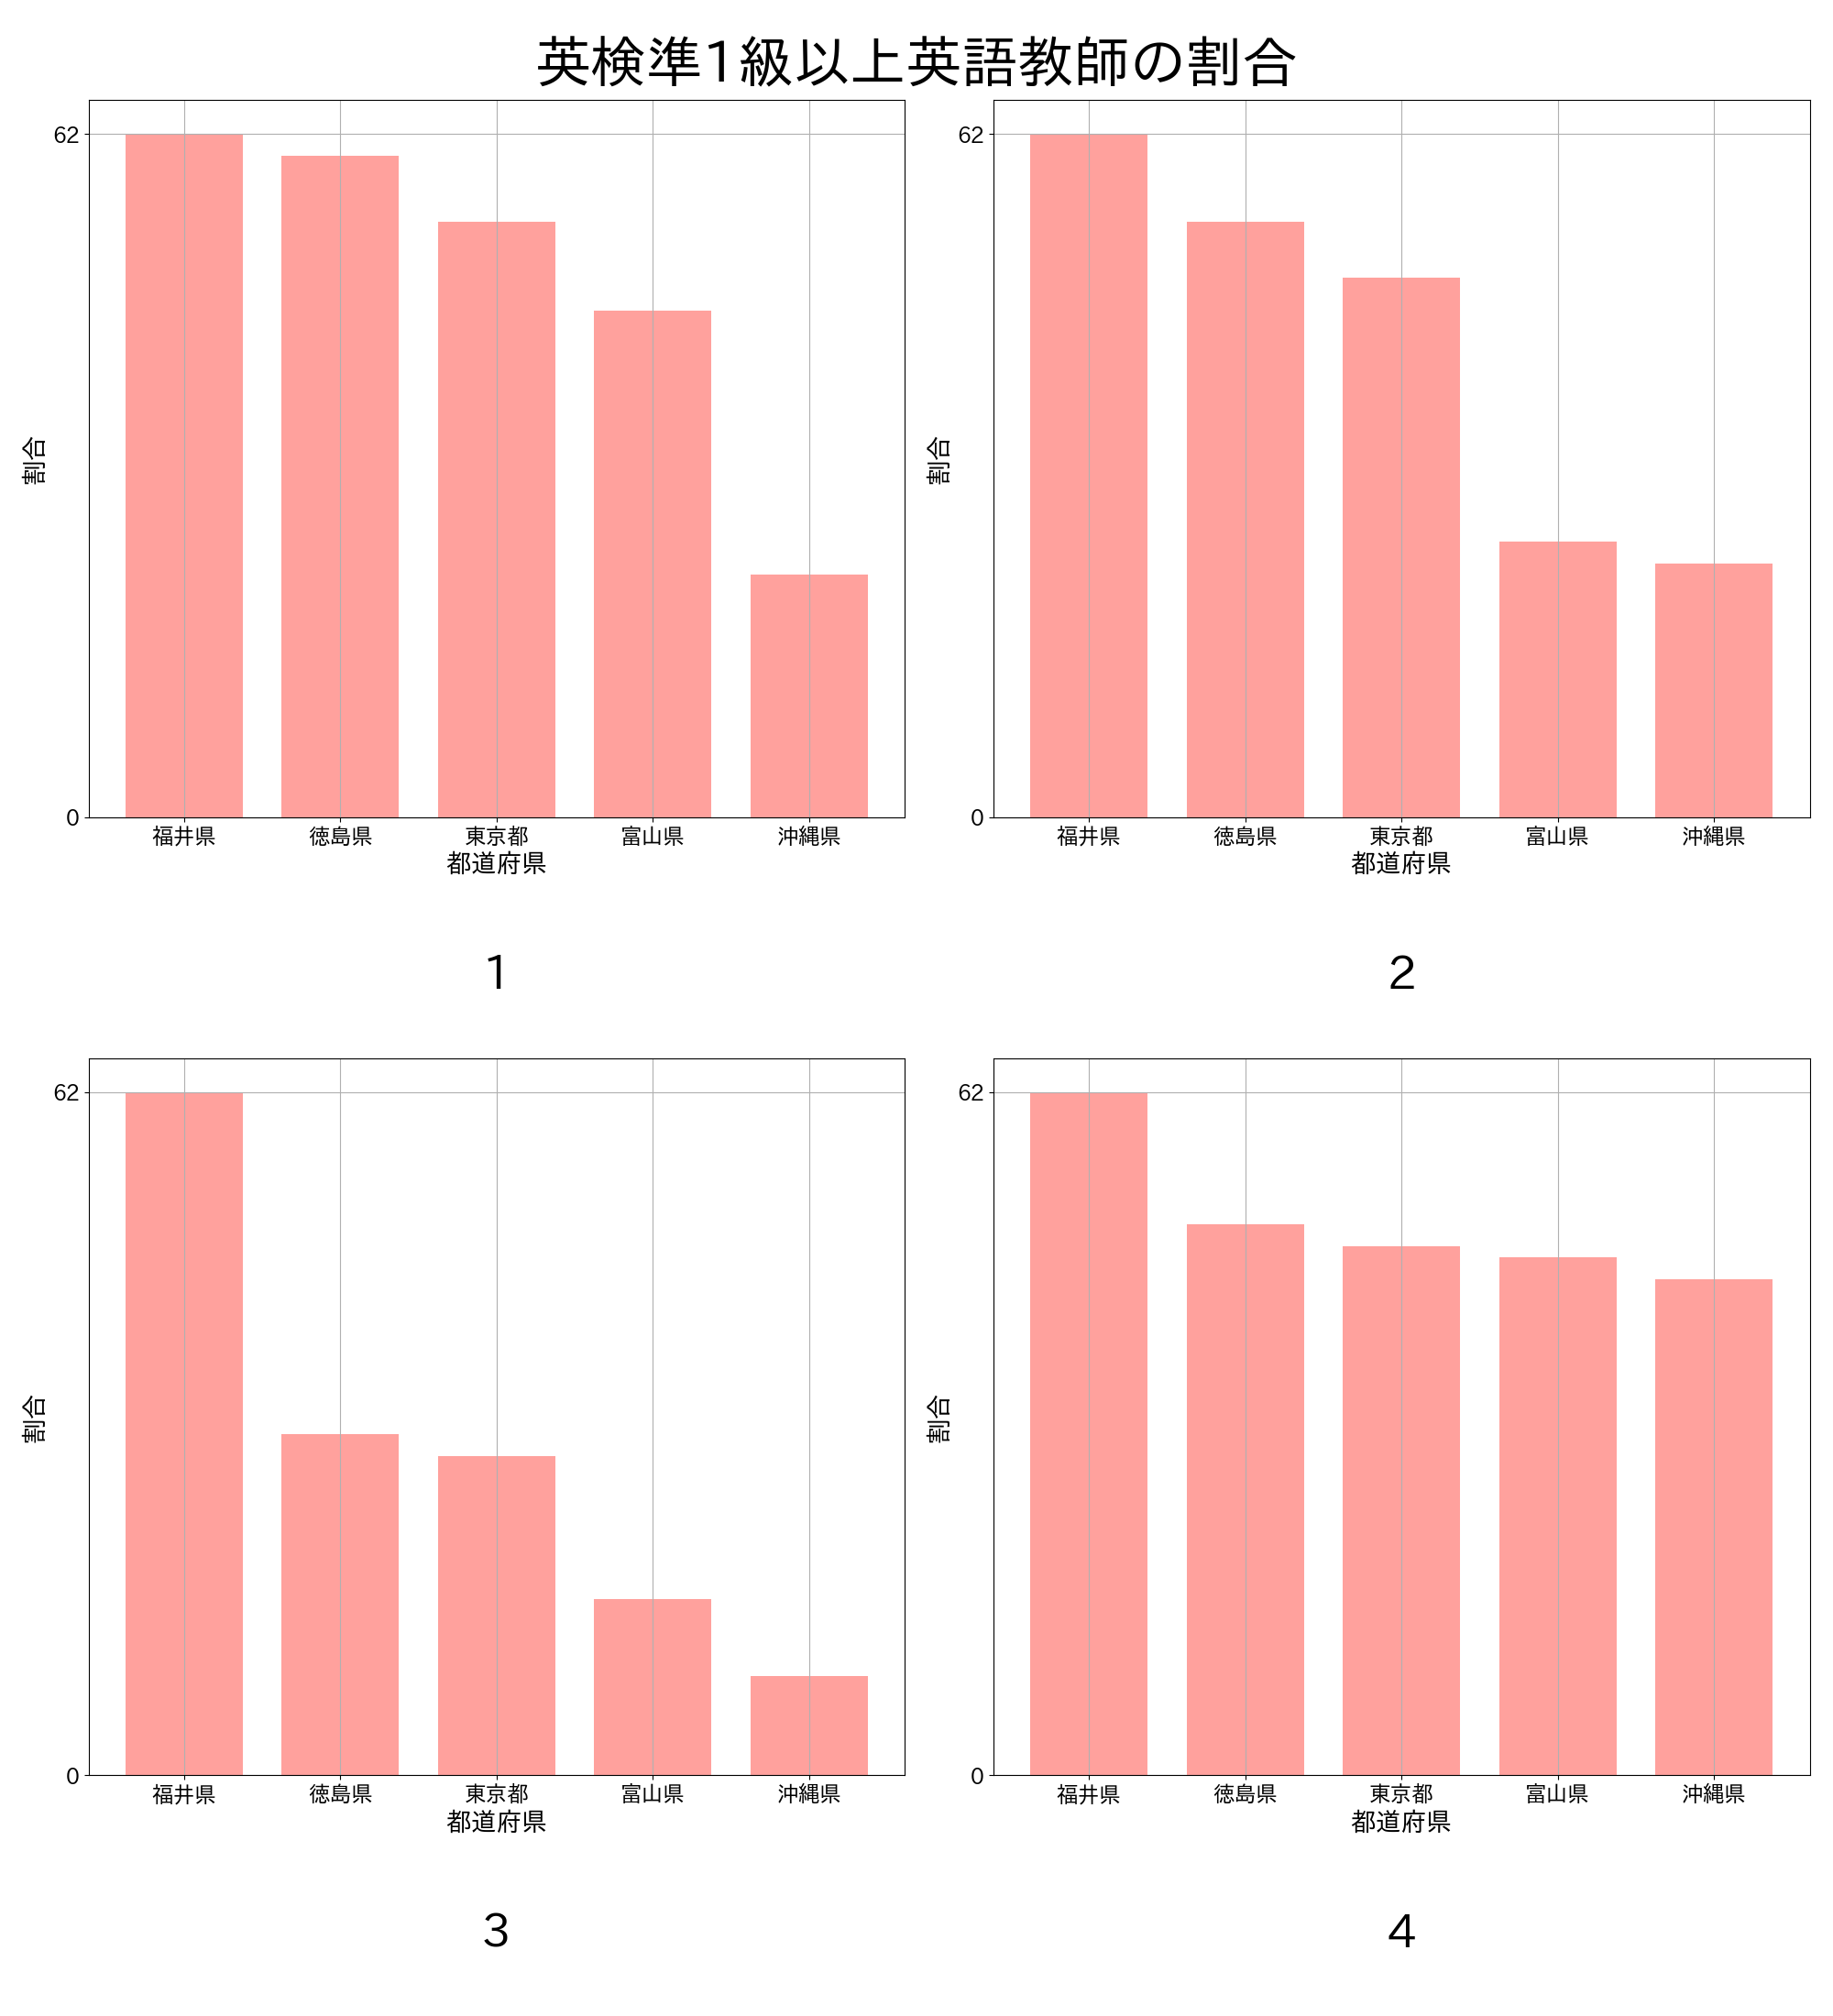 英検準1級以上英語教師の割合
62
0
割合
福井県 徳島県 東京都 富山県 沖縄県
都道府県
1
62
0
割合
福井県 徳島県 東京都 富山県 沖縄県
都道府県
2
62
0
割合
福井県 徳島県 東京都 富山県 沖縄県
都道府県
3
62
0
割合
福井県 徳島県 東京都 富山県 沖縄県
都道府県
4